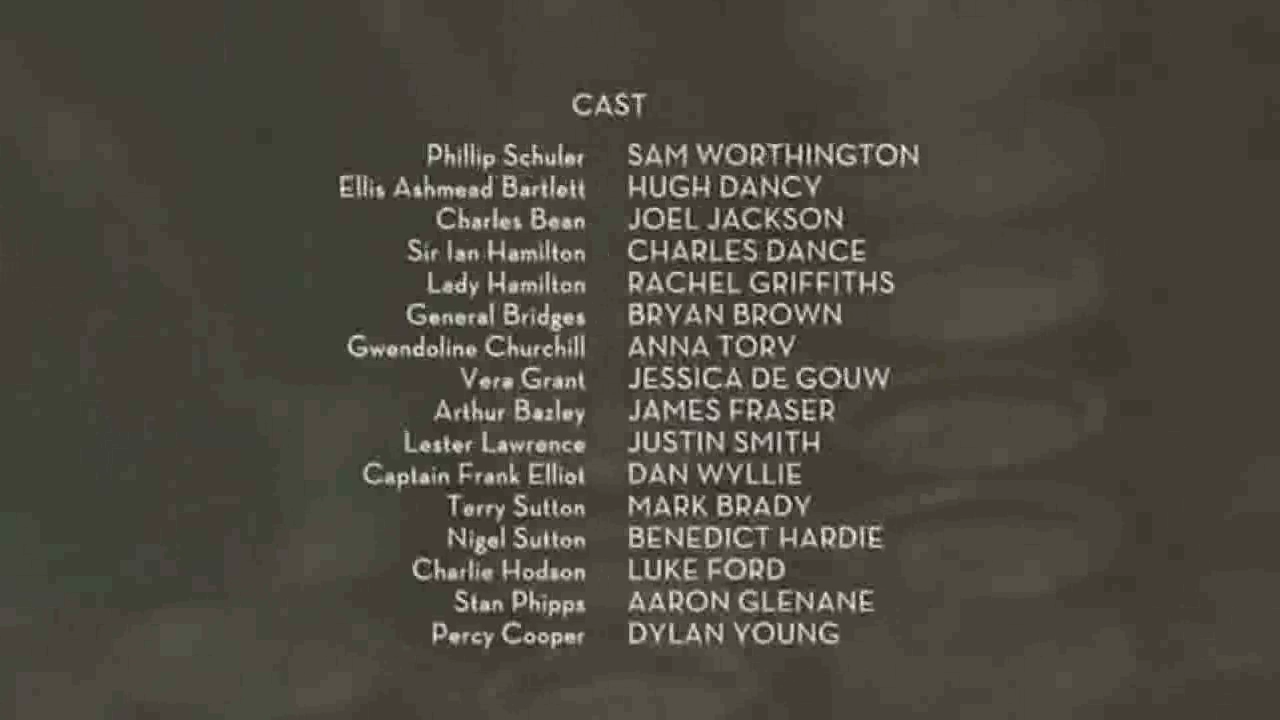 CAST
Phillip Schuler SAM WORTHINGTON
Ellis Ashmead Bartlett HUGH DANCY
Charles Bean JOEL JACKSON
Sir Ian Hamilton CHARLES DANCE
Lady Hamilton RACHEL GRIFFITHS
General Bridges BRYAN BROWN
Gwendoline Churchill ANNA TORV
Vera Grant JESSICA DE GOUW
Arthur Bazley JAMES FRASER
Lester Lawrence JUSTIN SMITH
Captain Frank Elliot DAN WYLLIE
Terry Sutton MARK BRADY
Nigel Sutton BENEDICT HARDIE
Charlie Hodson LUKE FORD
Stan Phipps AARON GLENANE
Percy Cooper DYLAN YOUNG